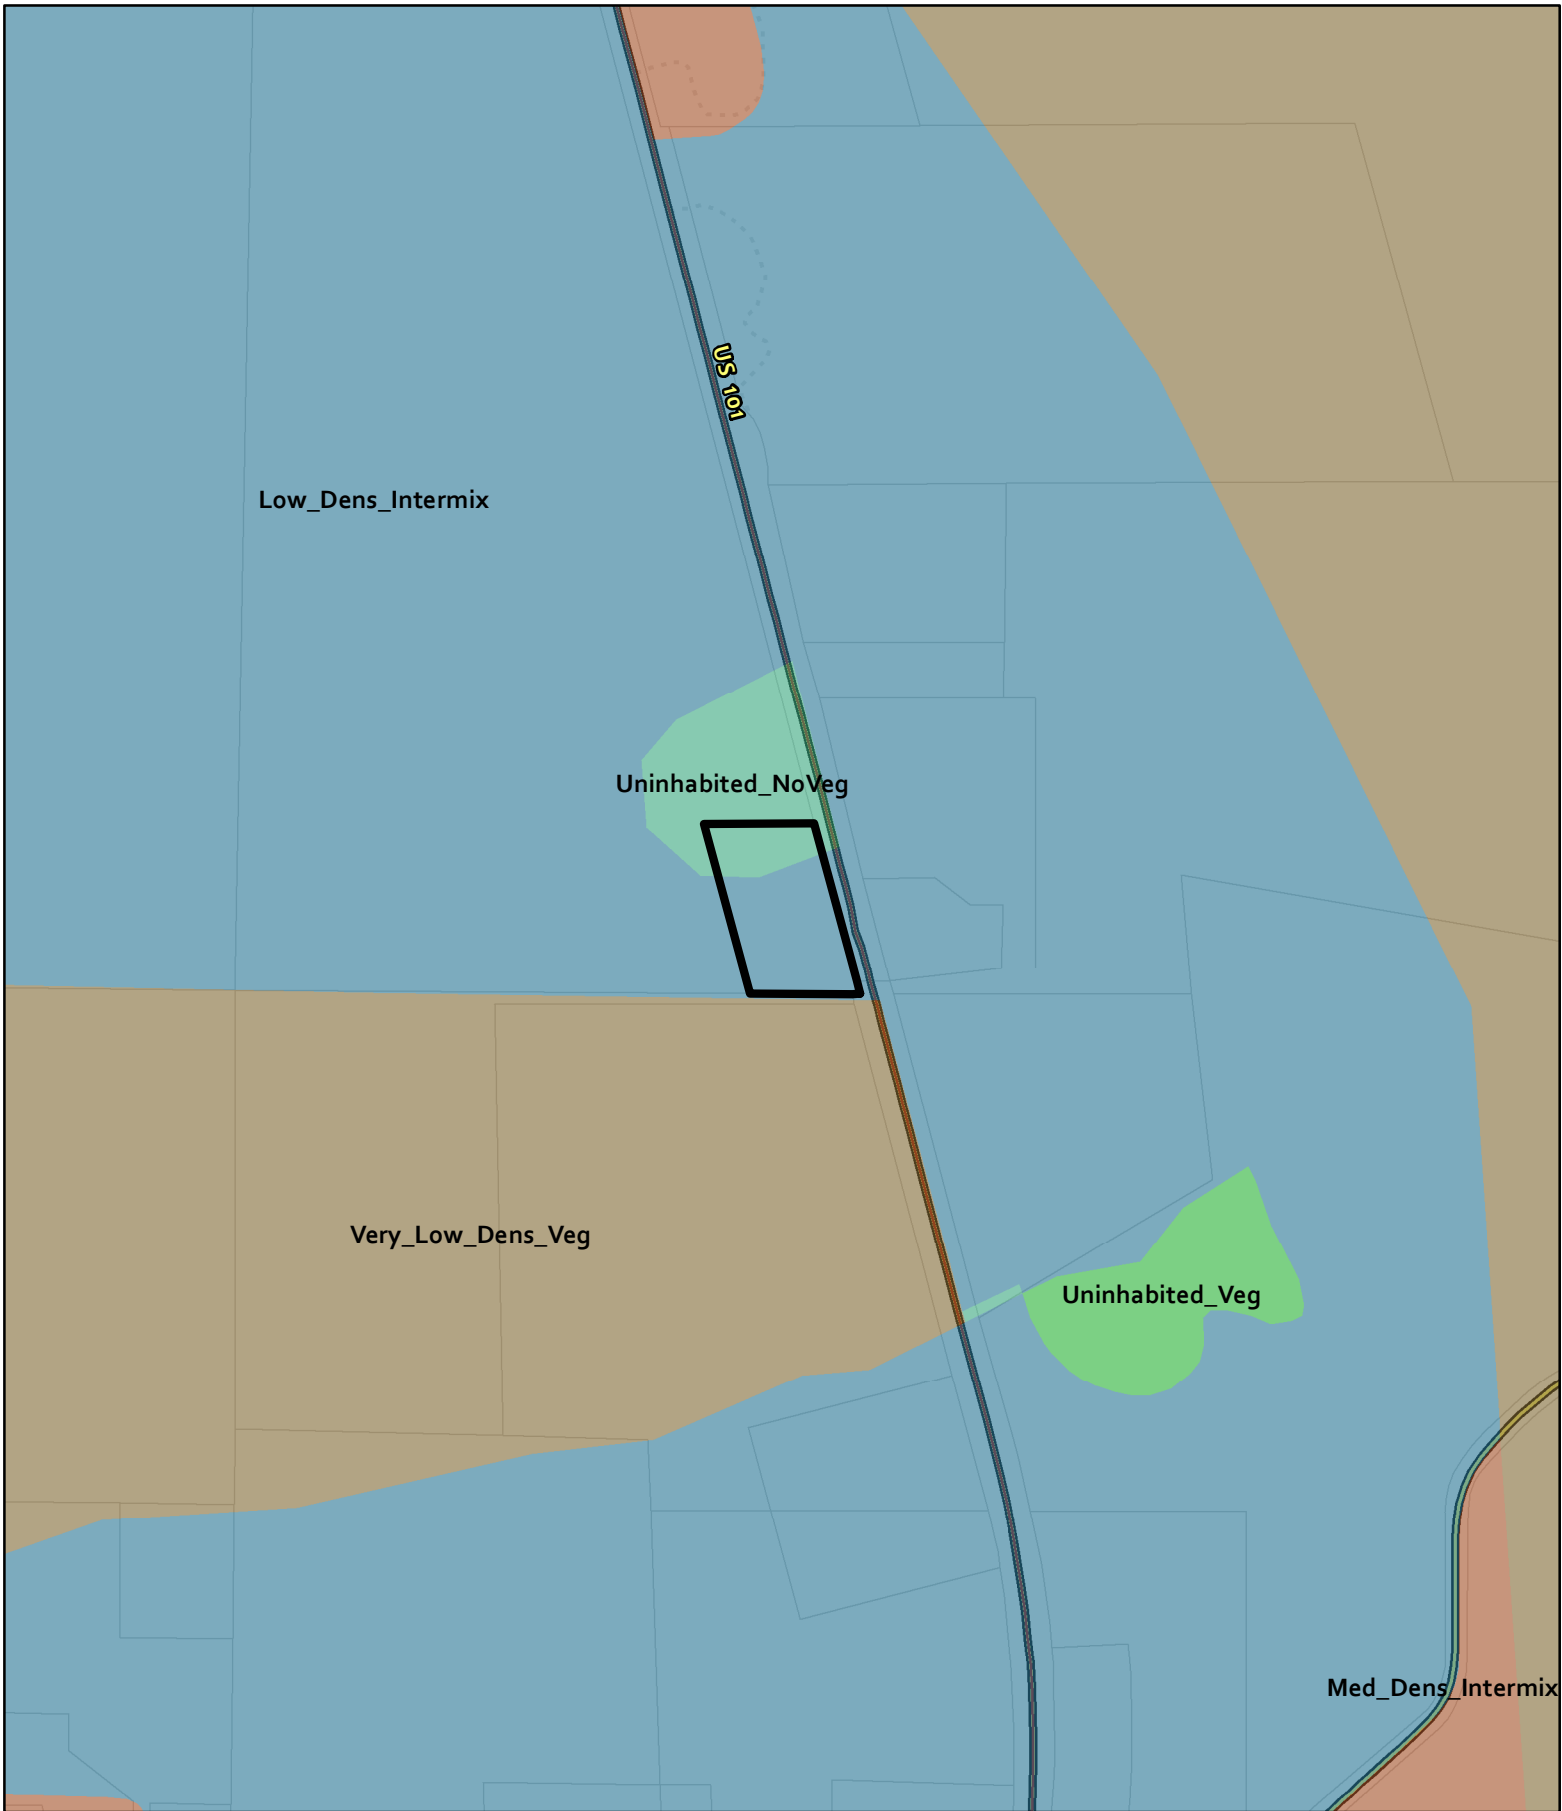 US 101
Low_Dens_Intermix
Uninhabited_NoVeg
Very_Low_Dens_Veg
Uninhabited_Veg
Med_Dens_Intermix